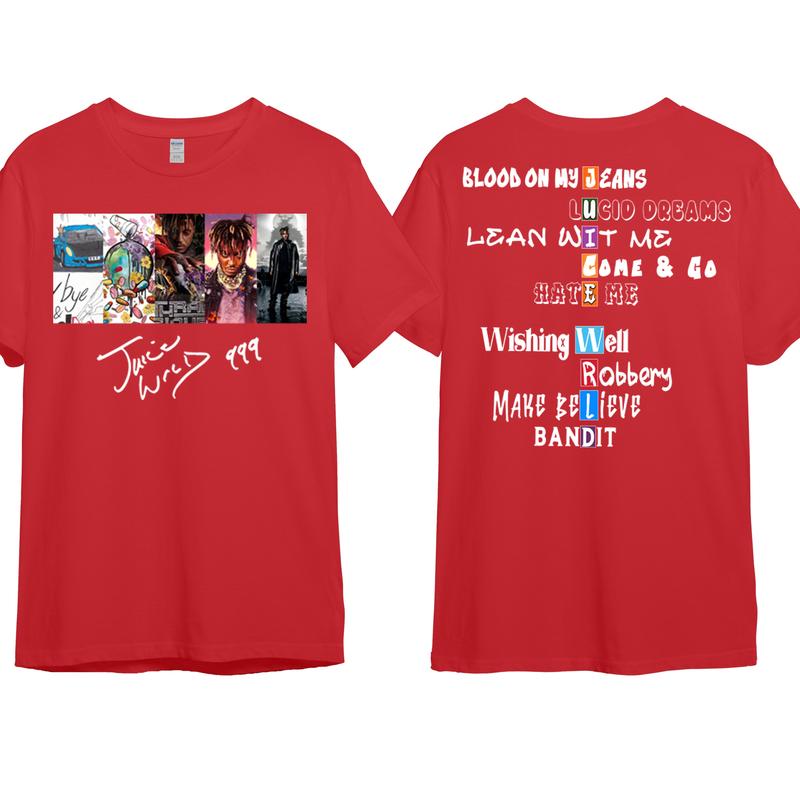 bye
&
Juice
WRLD 999
BLOOD ON MY JEANS
LUCID DREAMS
LEAN WIT ME
COME & GO
HATE ME
Wishing Well
Robbery
MAKE BELIEVE
BANDIT